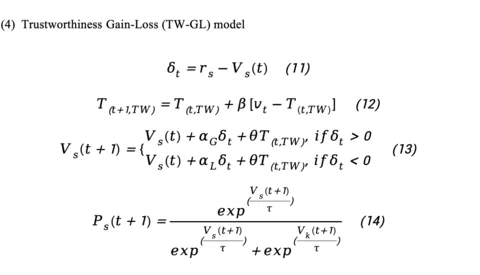 (4) Trustworthiness Gain-Loss (TW-GL) model
δ_t = r_s − V_s(t) (11)
T_(t+1,TW) = T_(t,TW) + β [υ_t − T_(t,TW)] (12)
V_s(t + 1) = { V_s(t) + α_G δ_t + θT_(t,TW), if δ_t > 0
V_s(t) + α_L δ_t + θT_(t,TW), if δ_t < 0 (13)
P_s(t + 1) = exp^(V_s(t+1)/τ) / (exp^(V_s(t+1)/τ) + exp^(V_k(t+1)/τ)) (14)